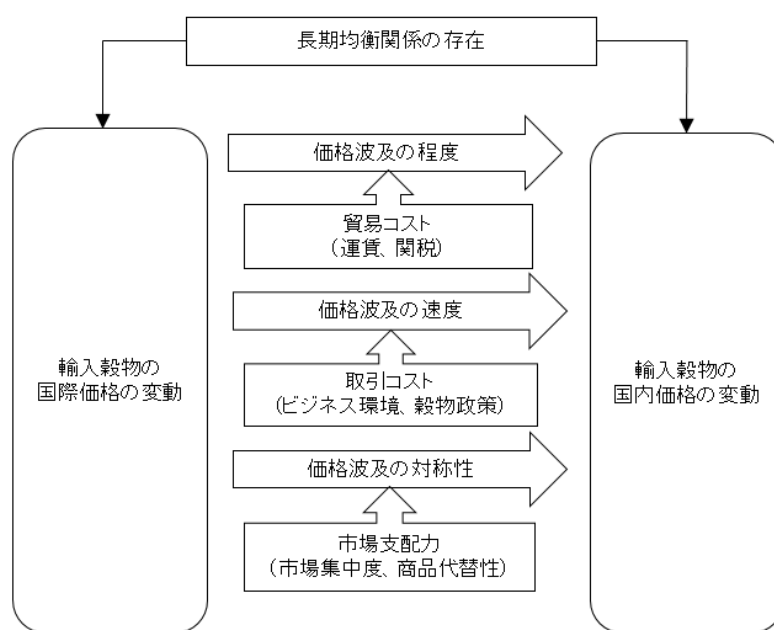 長期均衡関係の存在
価格波及の程度
貿易コスト
(運賃、関税)
価格波及の速度
輸入穀物の
国際価格の変動
取引コスト
(ビジネス環境、穀物政策)
輸入穀物の
国内価格の変動
価格波及の対称性
市場支配力
(市場集中度、商品代替性)